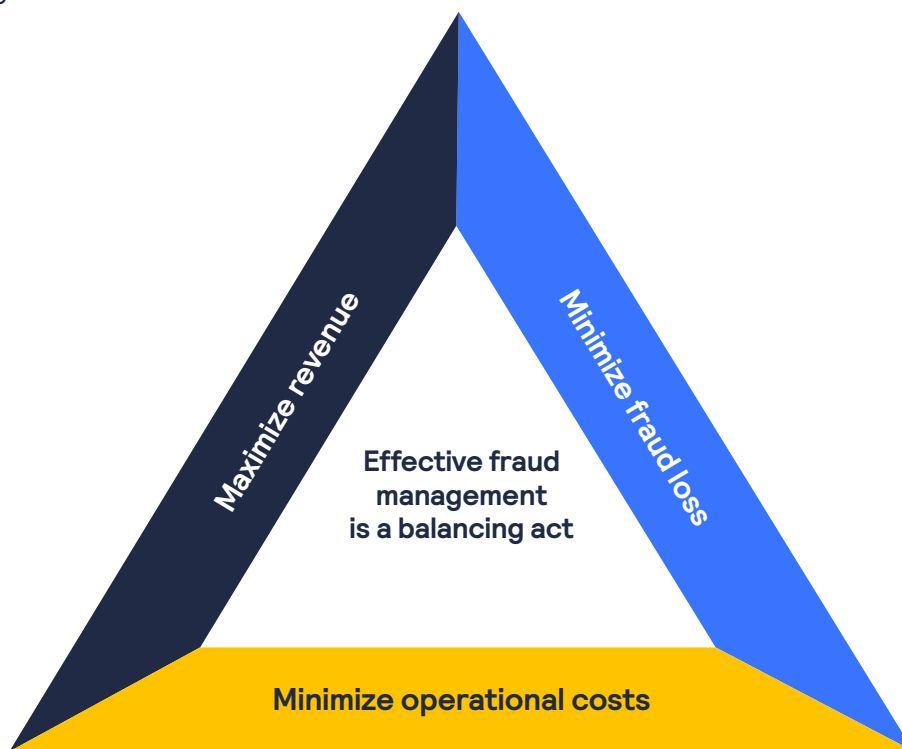 Maximize revenue
Minimize fraud loss
Effective fraud
management
is a balancing act
Minimize operational costs